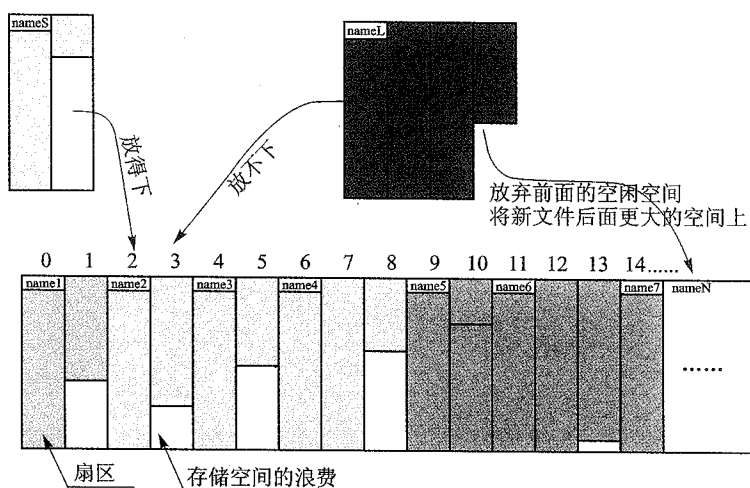 nameS
nameL
放得下
放不下
放弃前面的空闲空间
将新文件后面更大的空间上
0 1 2 3 4 5 6 7 8 9 10 11 12 13 14......
name1 name2 name3 name4 name5 name6 name7 nameN
......
扇区
存储空间的浪费